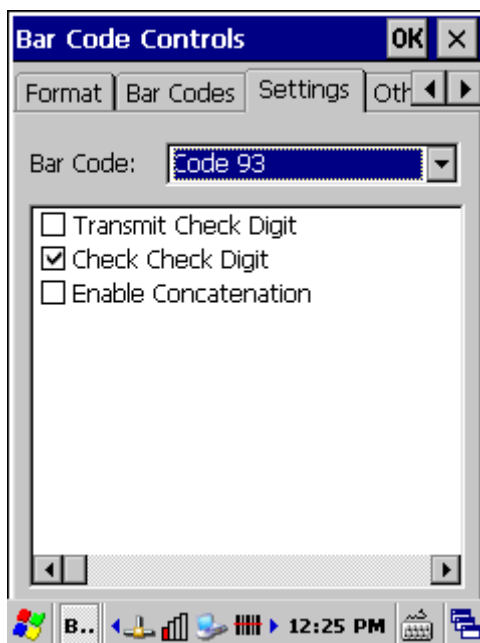 Bar Code Controls OK
Format Bar Codes Settings Oth
Bar Code: Code 93
Transmit Check Digit
Check Check Digit
Enable Concatenation
B.. 12:25 PM